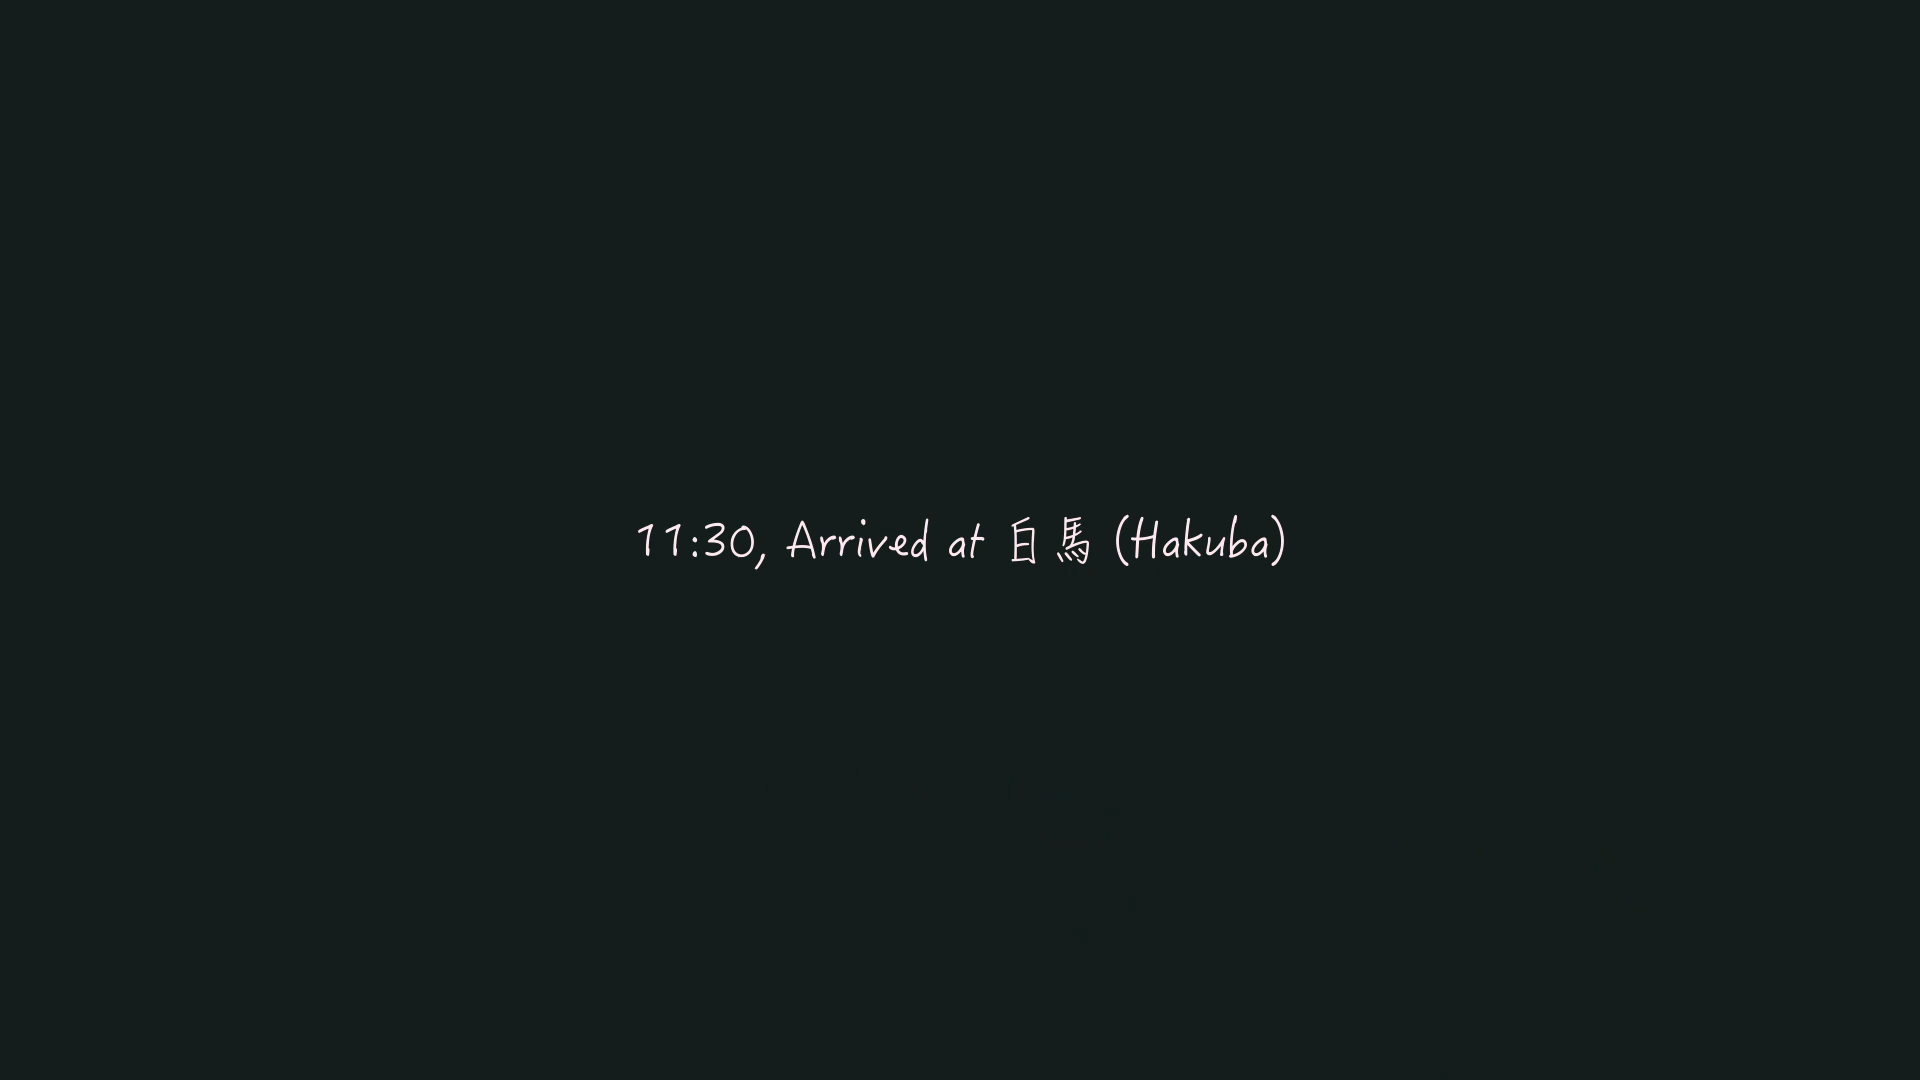 11:30, Arrived at 白馬 (Hakuba)